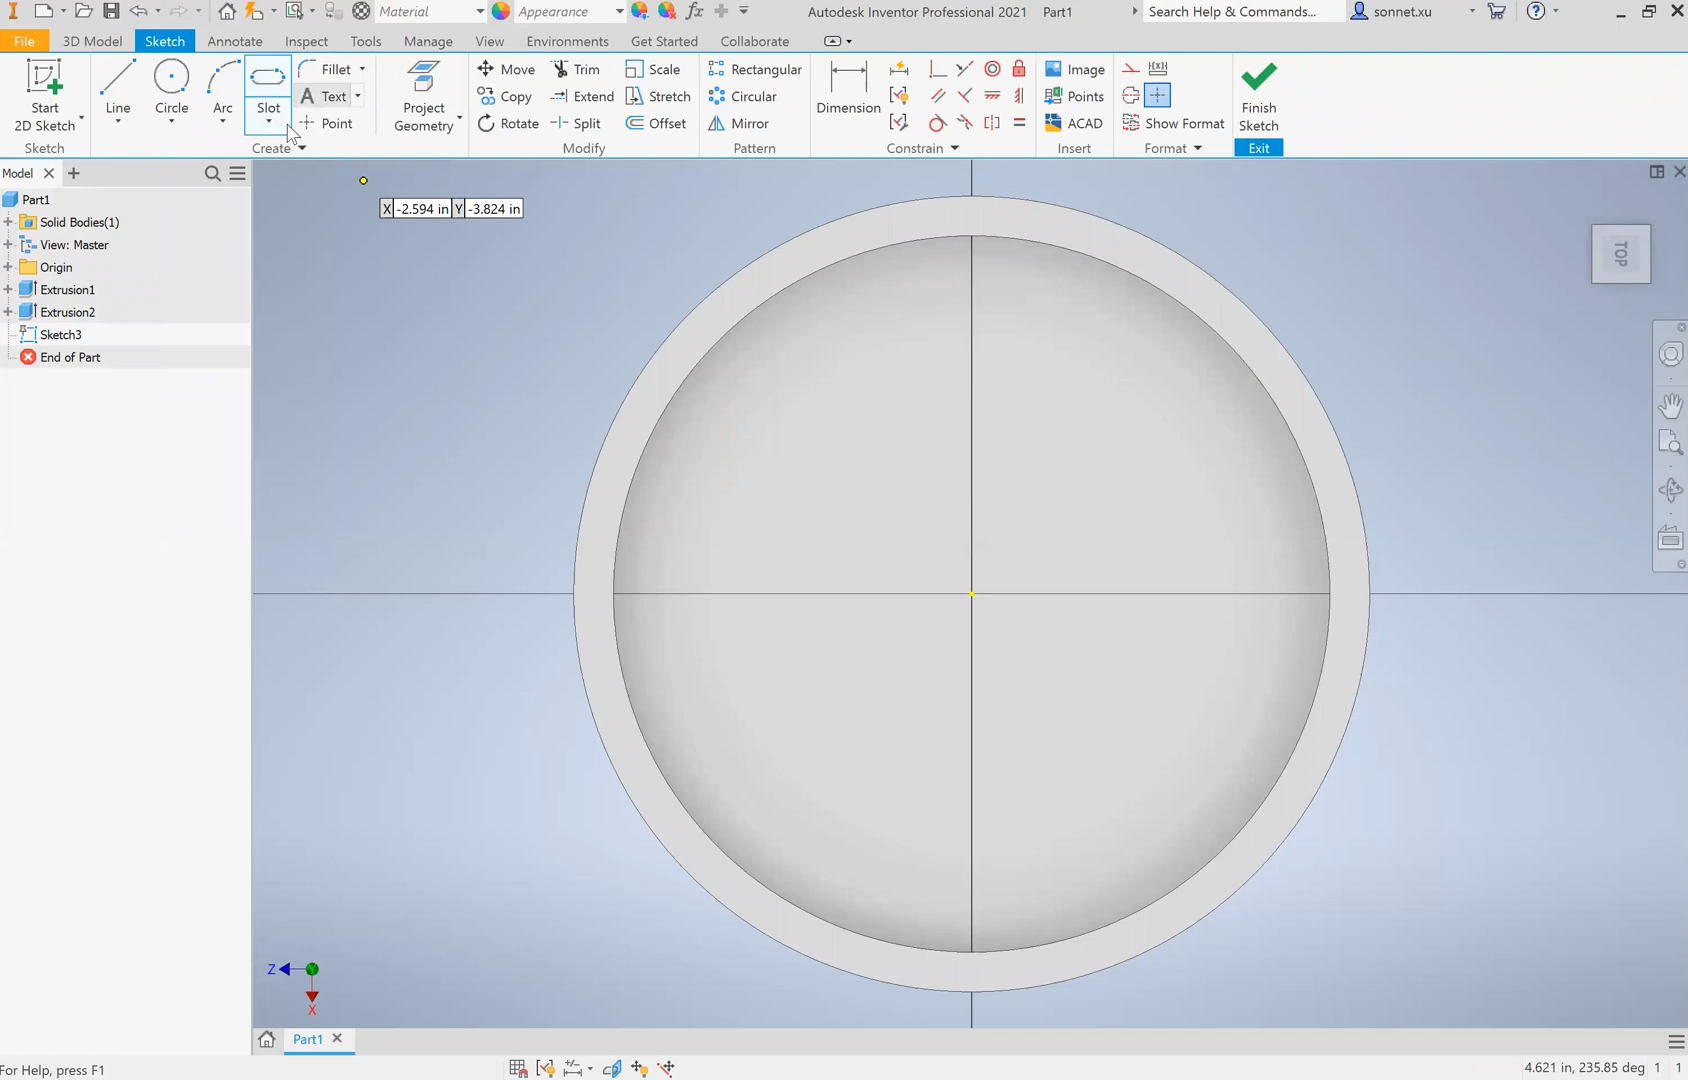 Material Appearance fx Autodesk Inventor Professional 2021 Part1 Search Help & Commands... sonnet.xu
File 3D Model Sketch Annotate Inspect Tools Manage View Environments Get Started Collaborate
Start 2D Sketch
Line
Circle
Arc
Slot
Fillet
A Text
Point
Project Geometry
Move Trim Scale
Copy Extend Stretch
Rotate Split Offset
Rectangular
Circular
Mirror
Dimension
Image
Points
ACAD
Show Format
Finish Sketch
Sketch Create Modify Pattern Constrain Insert Format Exit
Model
Part1
Solid Bodies(1)
View: Master
Origin
Extrusion1
Extrusion2
Sketch3
End of Part
X -2.594 in Y -3.824 in
TOP
Z
X
Part1
For Help, press F1
4.621 in, 235.85 deg 1 1